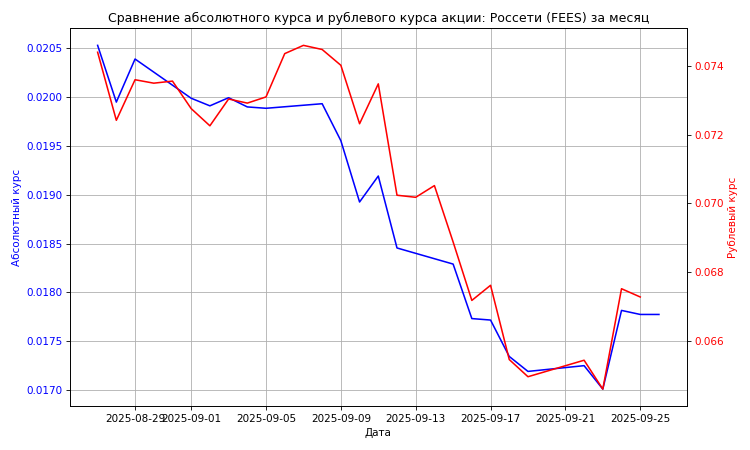 Сравнение абсолютного курса и рублевого курса акции: Россети (FEES) за месяц
Абсолютный курс
0.0205
0.0200
0.0195
0.0190
0.0185
0.0180
0.0175
0.0170
0.074
0.072
0.070
0.068
0.066
Рублевый курс
2025-08-29 2025-09-01 2025-09-05 2025-09-09 2025-09-13 2025-09-17 2025-09-21 2025-09-25
Дата